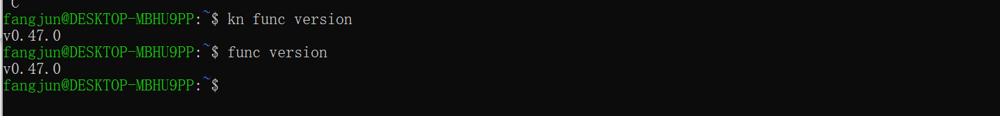 C
fangjun@DESKTOP-MBHU9PP:~$ kn func version
v0.47.0
fangjun@DESKTOP-MBHU9PP:~$ func version
v0.47.0
fangjun@DESKTOP-MBHU9PP:~$